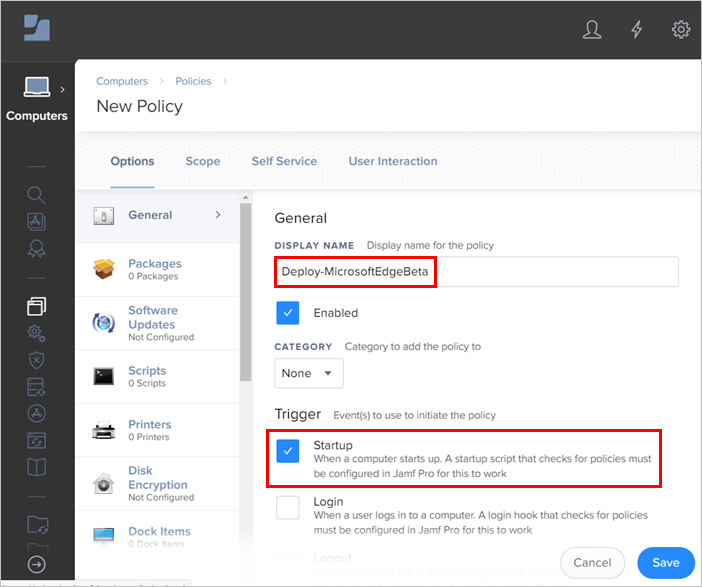 Computers
Computers > Policies >
New Policy
Options Scope Self Service User Interaction
General
Packages
0 Packages
Software
Updates
Not Configured
Scripts
0 Scripts
Printers
0 Printers
Disk
Encryption
Not Configured
Dock Items
0 Dock Items
General
DISPLAY NAME Display name for the policy
Deploy-MicrosoftEdgeBeta
Enabled
CATEGORY Category to add the policy to
None
Trigger Event(s) to use to initiate the policy
Startup
When a computer starts up. A startup script that checks for policies must
be configured in Jamf Pro for this to work
Login
When a user logs in to a computer. A login hook that checks for policies
must be configured in Jamf Pro for this to work
Logout
Cancel Save